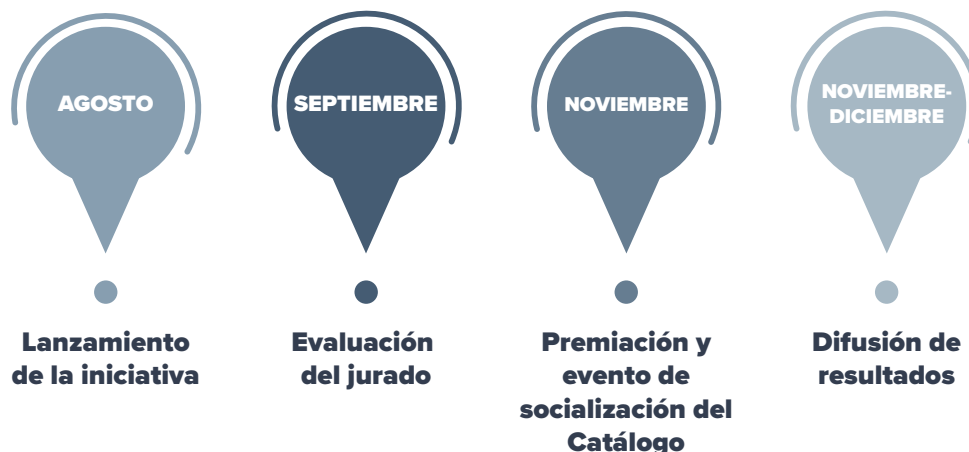 AGOSTO
Lanzamiento
de la iniciativa
SEPTIEMBRE
Evaluación
del jurado
NOVIEMBRE
Premiación y
evento de
socialización del
Catálogo
NOVIEMBRE-
DICIEMBRE
Difusión de
resultados